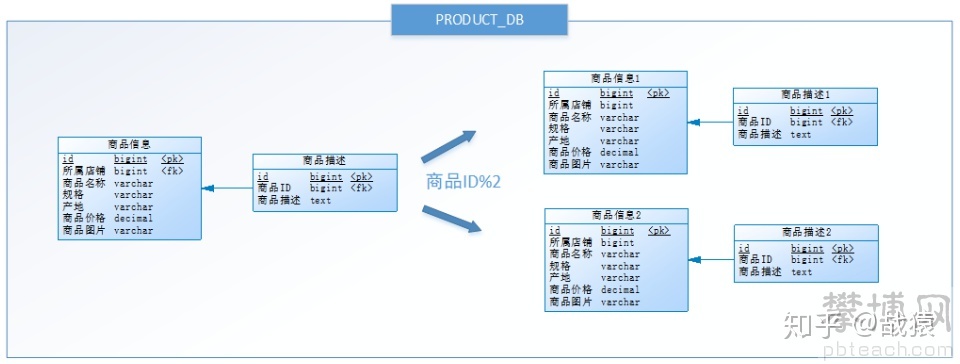 PRODUCT_DB
商品信息
id bigint <pk>
所属店铺 bigint <fk>
商品名称 varchar
规格 varchar
产地 varchar
商品价格 decimal
商品图片 varchar
商品描述
id bigint <pk>
商品ID bigint <fk>
商品描述 text
商品ID%2
商品信息1
id bigint <pk>
所属店铺 bigint
商品名称 varchar
规格 varchar
产地 varchar
商品价格 decimal
商品图片 varchar
商品描述1
id bigint <pk>
商品ID bigint <fk>
商品描述 text
商品信息2
id bigint <pk>
所属店铺 bigint
商品名称 varchar
规格 varchar
产地 varchar
商品价格 decimal
商品图片 varchar
商品描述2
id bigint <pk>
商品ID bigint <fk>
商品描述 text
攀博网
知乎 @战猿
pbteach.com